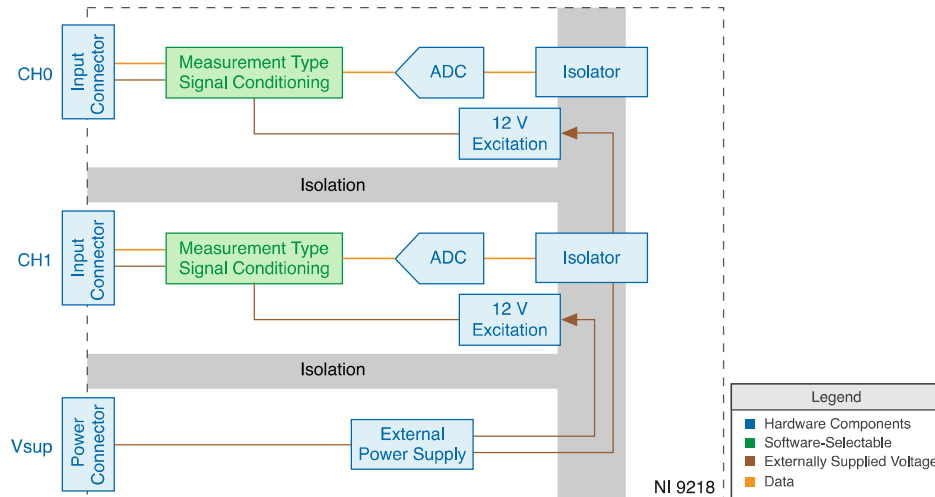 CH0
Input
Connector
Measurement Type
Signal Conditioning
ADC
Isolator
12 V
Excitation
Isolation
CH1
Input
Connector
Measurement Type
Signal Conditioning
ADC
Isolator
12 V
Excitation
Isolation
Vsup
Power
Connector
External
Power Supply
NI 9218
Legend
Hardware Components
Software-Selectable
Externally Supplied Voltage
Data